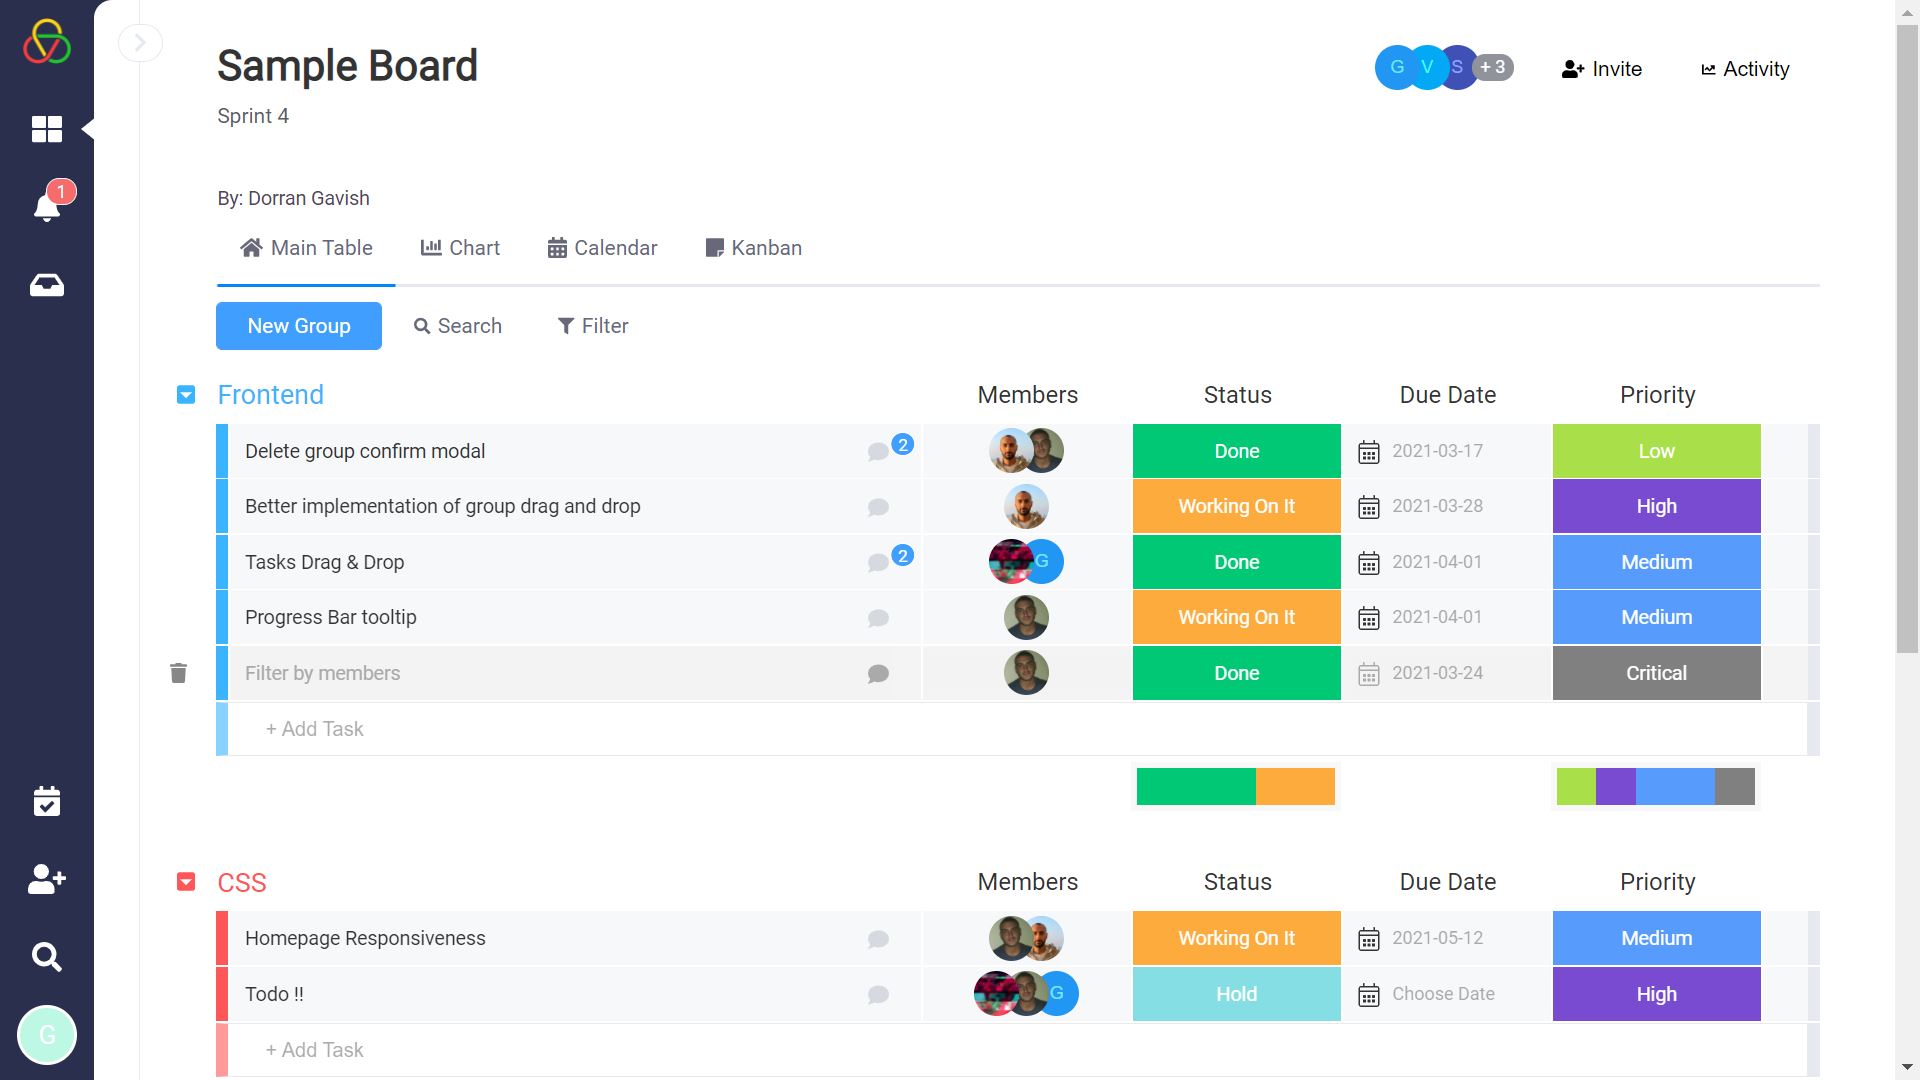 Sample Board
G V S + 3 Invite Activity
Sprint 4
1
By: Dorran Gavish
Main Table Chart Calendar Kanban
New Group Search Filter
Frontend Members Status Due Date Priority
Delete group confirm modal 2 Done 2021-03-17 Low
Better implementation of group drag and drop Working On It 2021-03-28 High
Tasks Drag & Drop 2 G Done 2021-04-01 Medium
Progress Bar tooltip Working On It 2021-04-01 Medium
Filter by members Done 2021-03-24 Critical
+ Add Task
CSS Members Status Due Date Priority
Homepage Responsiveness Working On It 2021-05-12 Medium
Todo !! G Hold Choose Date High
G
+ Add Task